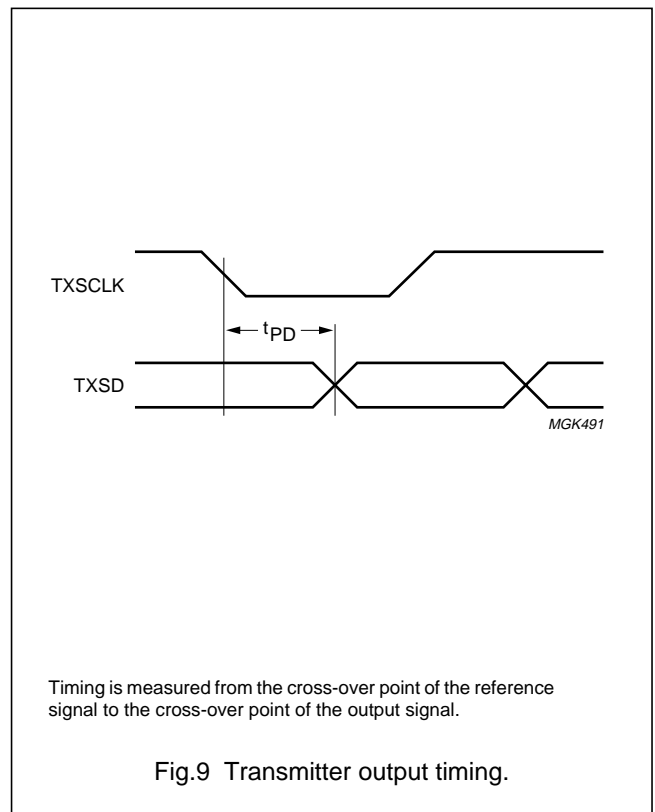 TXSCLK
tPD
TXSD
MGK491
Timing is measured from the cross-over point of the reference
signal to the cross-over point of the output signal.
Fig.9 Transmitter output timing.